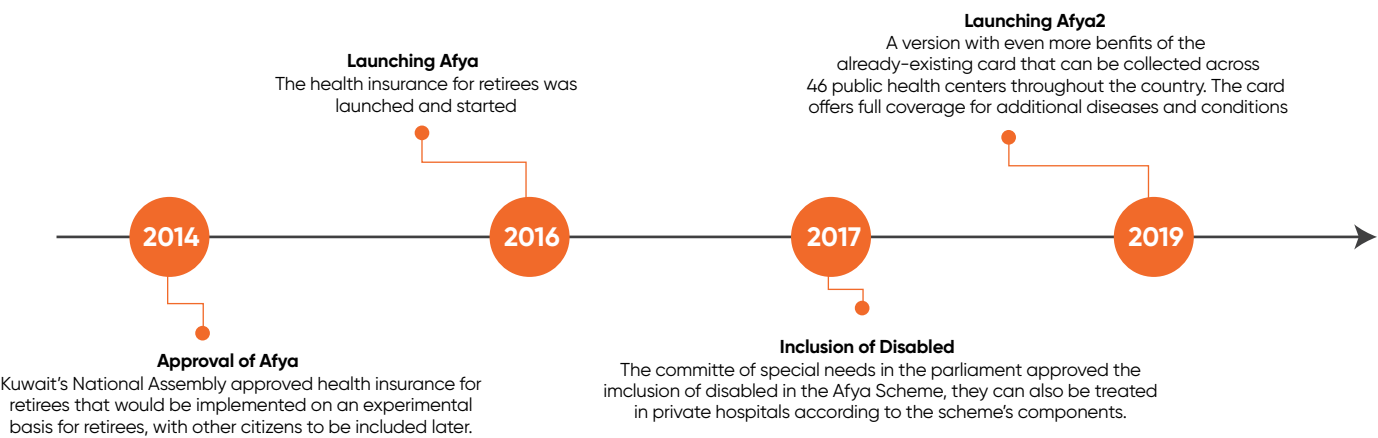 Launching Afya2
A version with even more benfits of the
already-existing card that can be collected across
46 public health centers throughout the country. The card
offers full coverage for additional diseases and conditions
Launching Afya
The health insurance for retirees was
launched and started
2014
2016
2017
2019
Approval of Afya
Kuwait's National Assembly approved health insurance for
retirees that would be implemented on an experimental
basis for retirees, with other citizens to be included later.
Inclusion of Disabled
The committe of special needs in the parliament approved the
imclusion of disabled in the Afya Scheme, they can also be treated
in private hospitals according to the scheme's components.